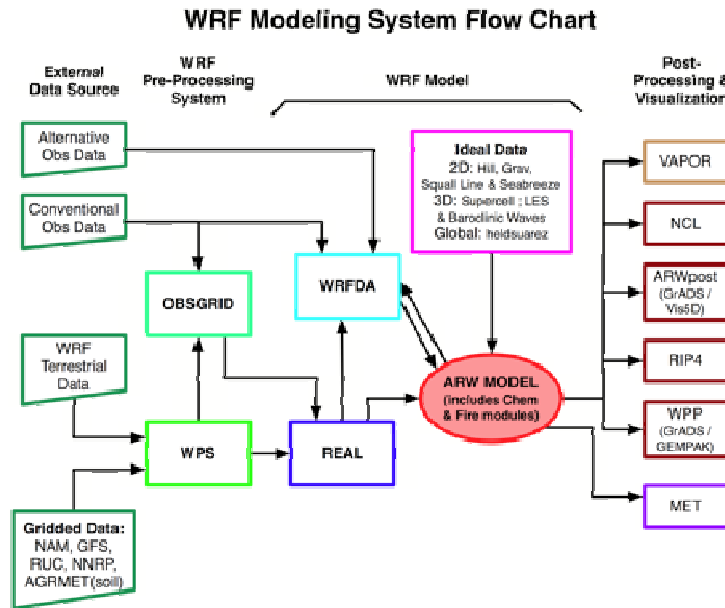 WRF Modeling System Flow Chart
External
Data Source
WRF
Pre-Processing
System
WRF Model
Post-
Processing &
Visualization
Alternative
Obs Data
Conventional
Obs Data
WRF
Terrestrial
Data
Gridded Data:
NAM, GFS,
RUC, NNRP,
AGRMET(soil)
OBSGRID
WPS
WRFDA
REAL
Ideal Data
2D: Hill, Grav,
Squall Line & Seabreeze
3D: Supercell ; LES
& Baroclinic Waves
Global: heldsuarez
ARW MODEL
(includes Chem
& Fire modules)
VAPOR
NCL
ARWpost
(GrADS /
Vis5D)
RIP4
WPP
(GrADS /
GEMPAK)
MET